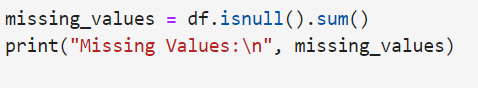 missing_values = df.isnull().sum()
print("Missing Values:\n", missing_values)